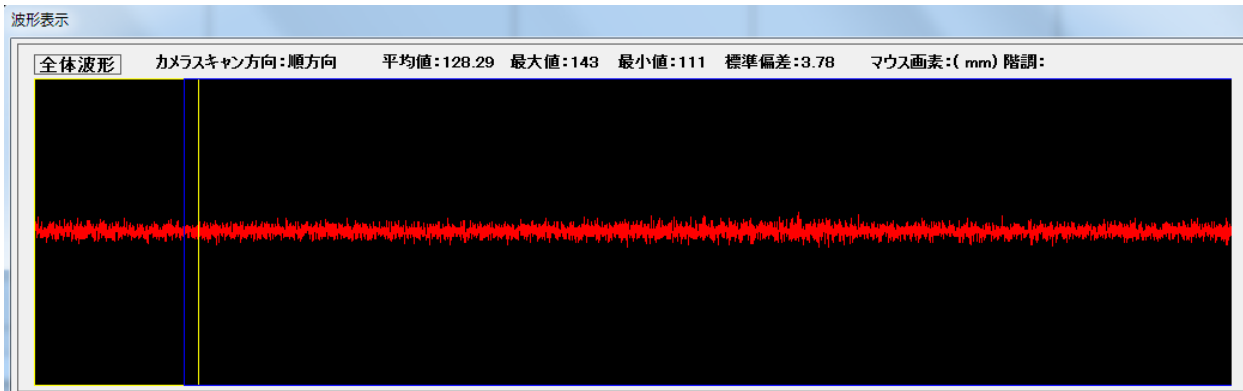 波形表示
全体波形 カメラスキャン方向:順方向 平均値:128.29 最大値:143 最小値:111 標準偏差:3.78 マウス画素:( mm) 階調: